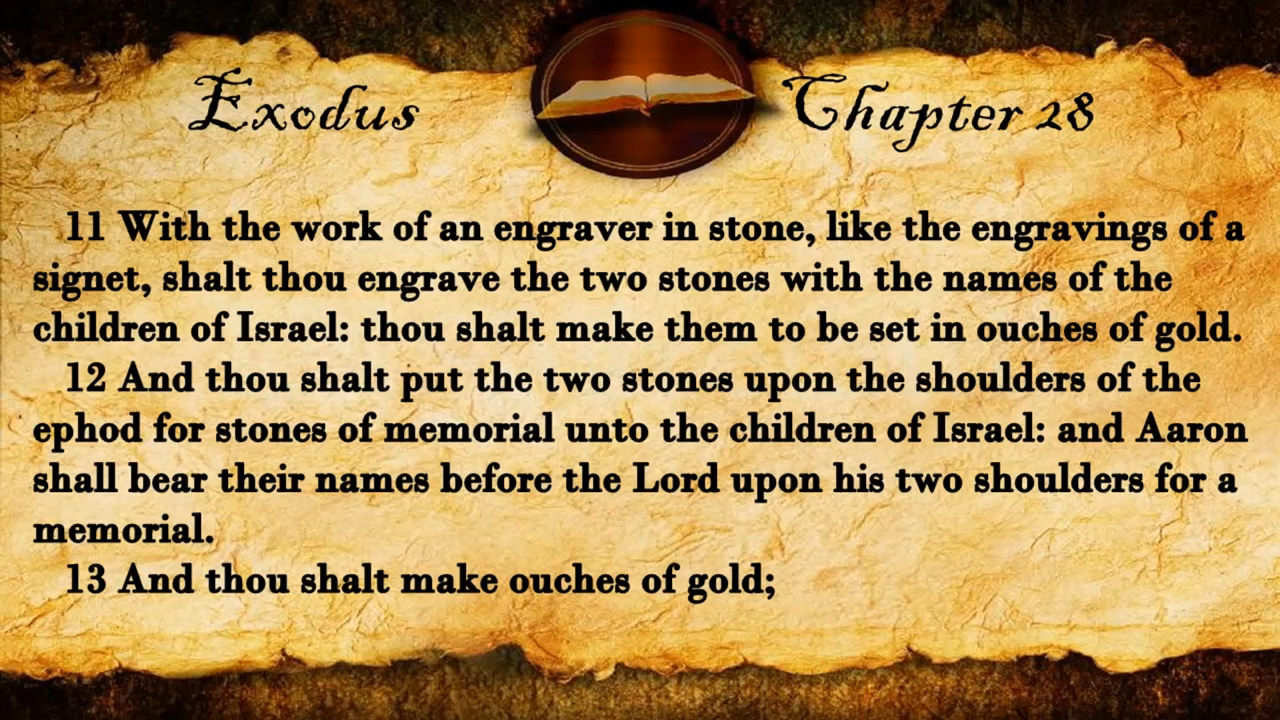 Exodus
Chapter 28
11 With the work of an engraver in stone, like the engravings of a
signet, shalt thou engrave the two stones with the names of the
children of Israel: thou shalt make them to be set in ouches of gold.
12 And thou shalt put the two stones upon the shoulders of the
ephod for stones of memorial unto the children of Israel: and Aaron
shall bear their names before the Lord upon his two shoulders for a
memorial.
13 And thou shalt make ouches of gold;